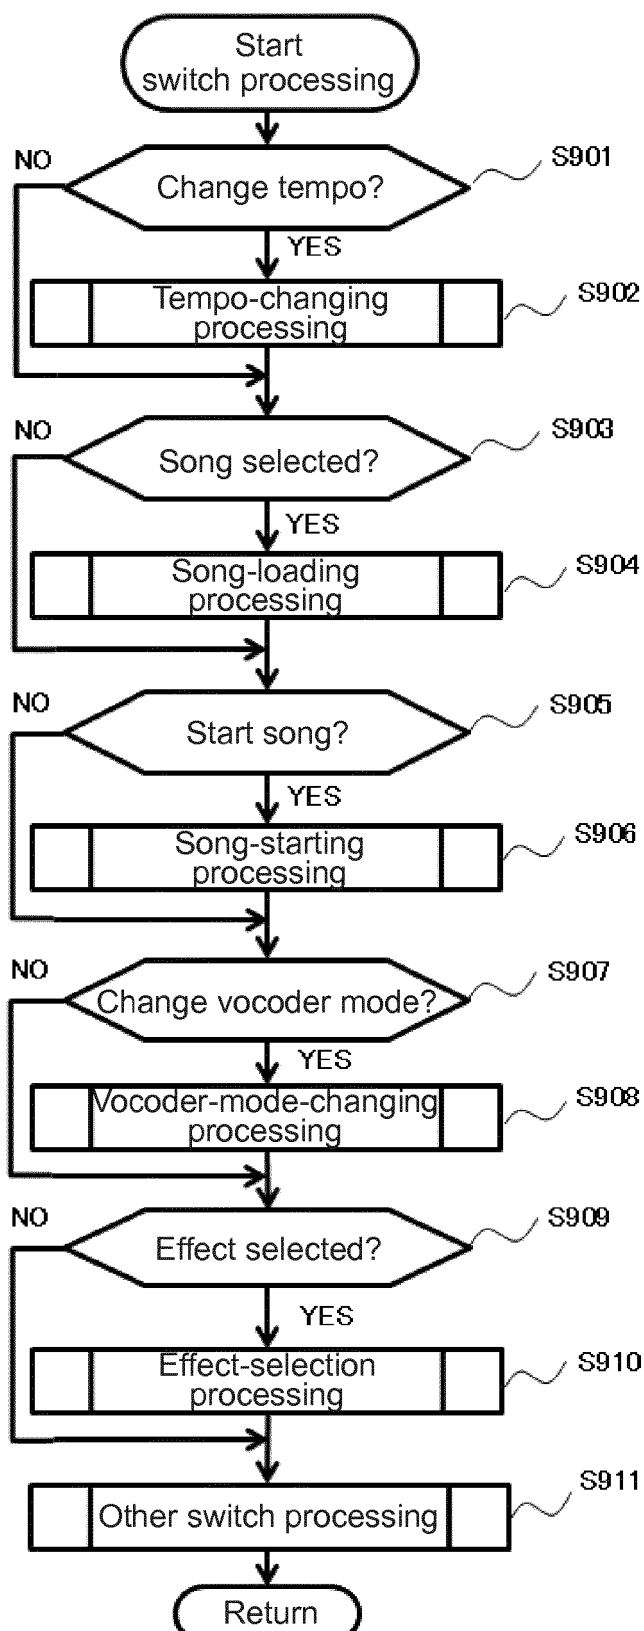 Start
switch processing
NO
S901
Change tempo?
YES
Tempo-changing
processing
S902
NO
S903
Song selected?
YES
Song-loading
processing
S904
NO
S905
Start song?
YES
Song-starting
processing
S906
NO
S907
Change vocoder mode?
YES
Vocoder-mode-changing
processing
S908
NO
S909
Effect selected?
YES
Effect-selection
processing
S910
S911
Other switch processing
Return